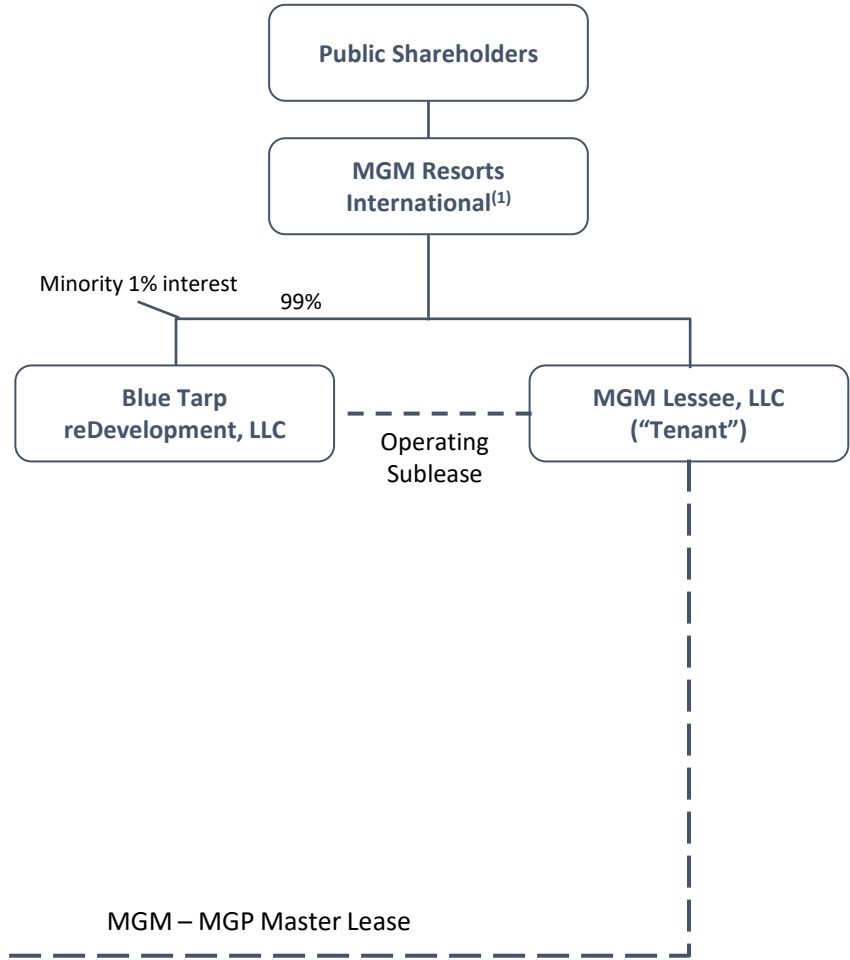 Public Shareholders
MGM Resorts
International(1)
Minority 1% interest
99%
Blue Tarp
reDevelopment, LLC
Operating
Sublease
MGM Lessee, LLC
(“Tenant”)
MGM – MGP Master Lease